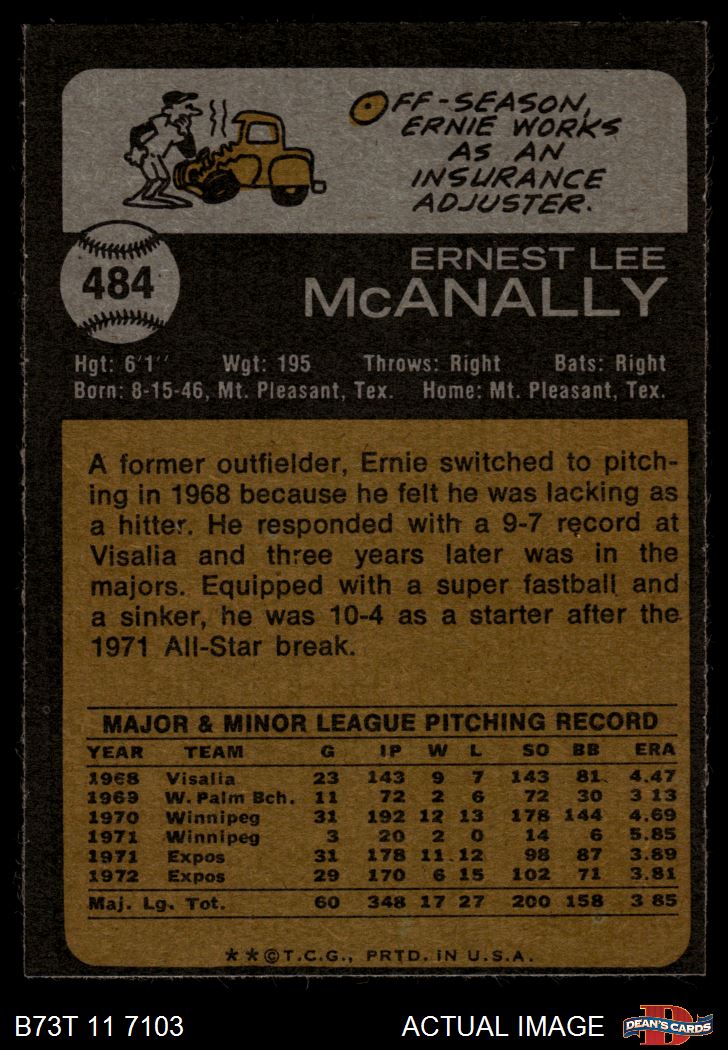 OFF-SEASON,
ERNIE WORKS
AS AN
INSURANCE
ADJUSTER.
484
ERNEST LEE
McANALLY
Hgt: 6'1'' Wgt: 195 Throws: Right Bats: Right
Born: 8-15-46, Mt. Pleasant, Tex. Home: Mt. Pleasant, Tex.
A former outfielder, Ernie switched to pitch-
ing in 1968 because he felt he was lacking as
a hitter. He responded with a 9-7 record at
Visalia and three years later was in the
majors. Equipped with a super fastball and
a sinker, he was 10-4 as a starter after the
1971 All-Star break.
MAJOR & MINOR LEAGUE PITCHING RECORD
YEAR TEAM G IP W L SO BB ERA
1968 Visalia 23 143 9 7 143 81 4.47
1969 W. Palm Bch. 11 72 2 6 72 30 3 13
1970 Winnipeg 31 192 12 13 178 144 4.69
1971 Winnipeg 3 20 2 0 14 6 5.85
1971 Expos 31 178 11 12 98 87 3.89
1972 Expos 29 170 6 15 102 71 3.81
Maj. Lg. Tot. 60 348 17 27 200 158 3 85
**©T.C.G., PRTD. IN U.S.A.
B73T 11 7103 ACTUAL IMAGE DEAN'S CARDS